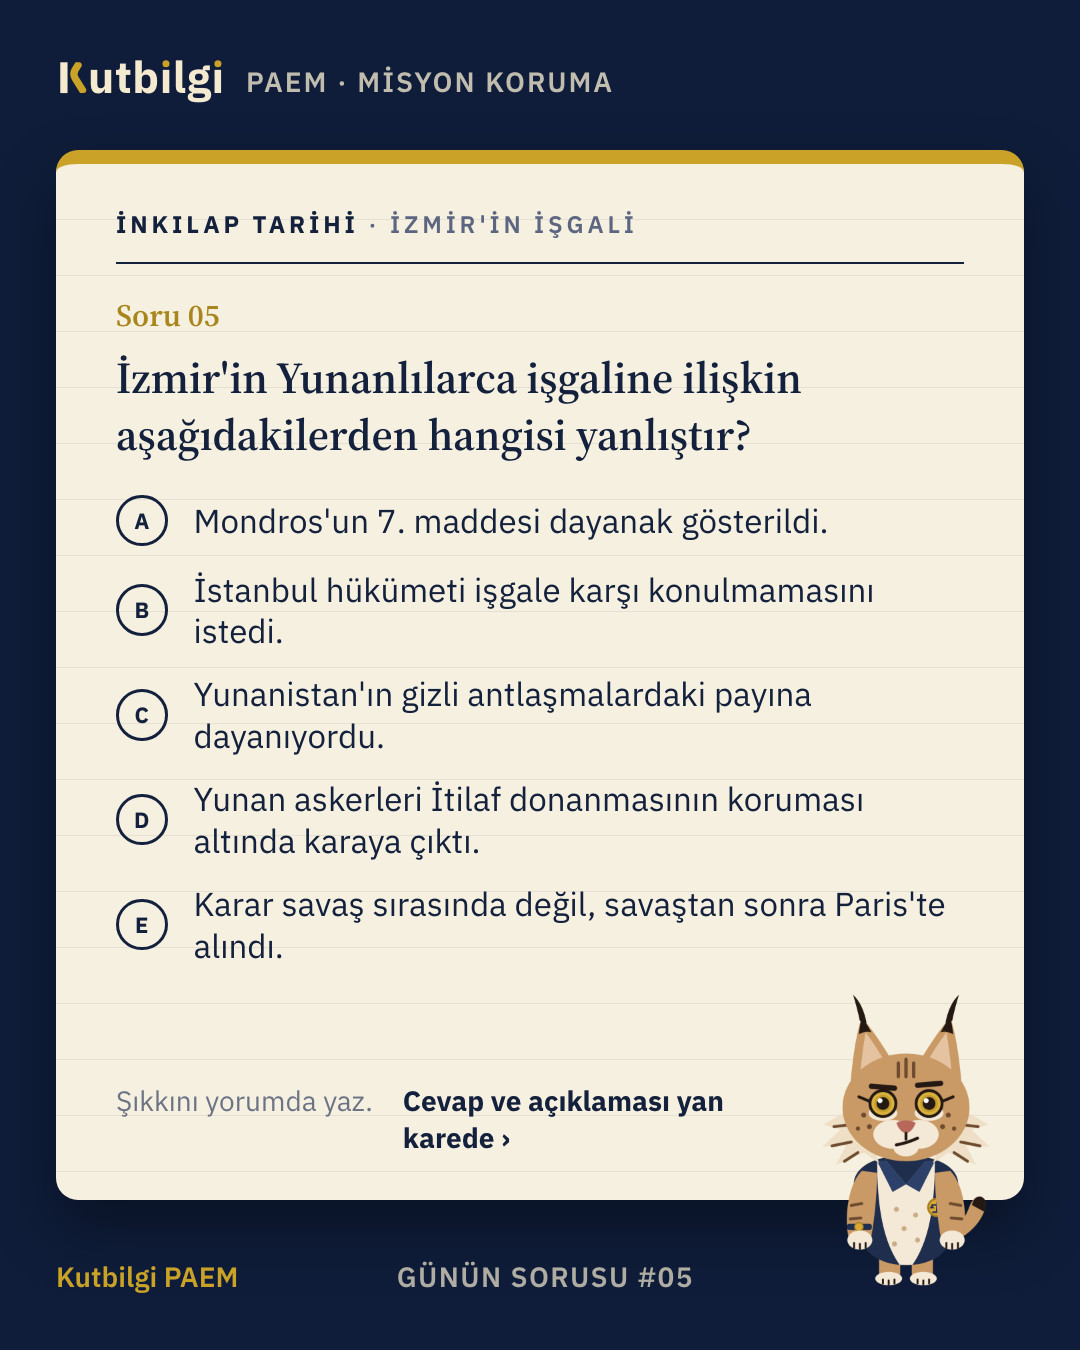 Kutbilgi PAEM · MİSYON KORUMA
İNKILAP TARİHİ · İZMİR'İN İŞGALİ
Soru 05
İzmir'in Yunanlılarca işgaline ilişkin
aşağıdakilerden hangisi yanlıştır?
A Mondros'un 7. maddesi dayanak gösterildi.
B İstanbul hükümeti işgale karşı konulmamasını
istedi.
C Yunanistan'ın gizli antlaşmalardaki payına
dayanıyordu.
D Yunan askerleri İtilaf donanmasının koruması
altında karaya çıktı.
E Karar savaş sırasında değil, savaştan sonra Paris'te
alındı.
Şıkkını yorumda yaz. Cevap ve açıklaması yan
karede ›
Kutbilgi PAEM GÜNÜN SORUSU #05